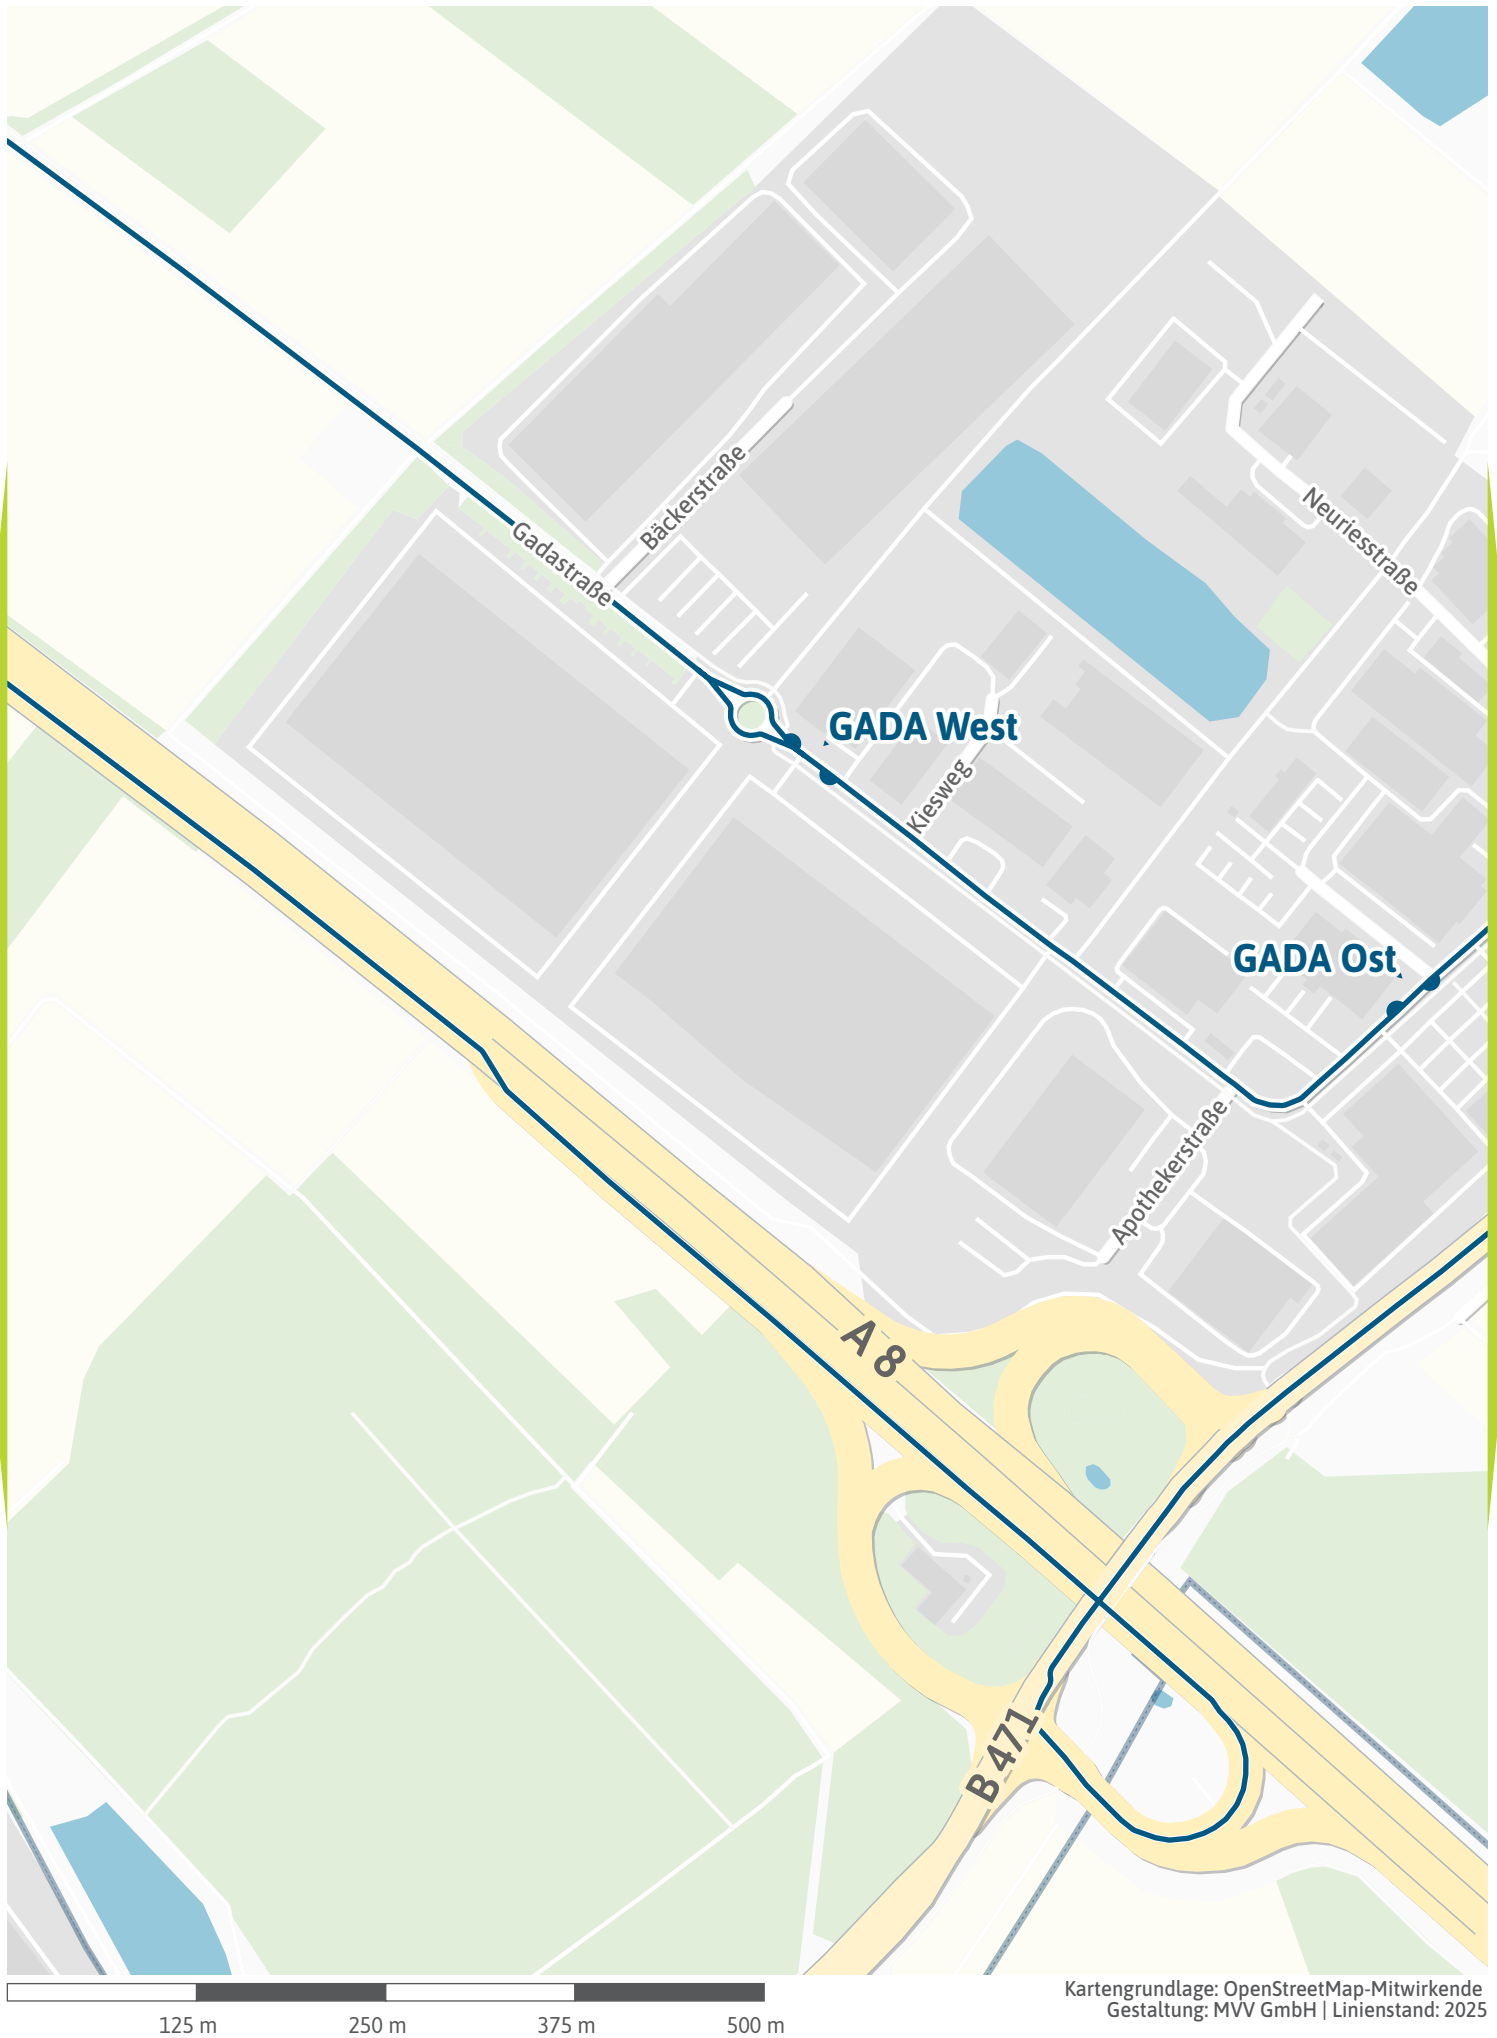 Bäckerstraße
Neuriesstraße
Gadastraße
GADA West
Kiesweg
GADA Ost
Apothekerstraße
A 8
B 471
125 m
250 m
375 m
500 m
Kartengrundlage: OpenStreetMap-Mitwirkende
Gestaltung: MVV GmbH | Linienstand: 2025